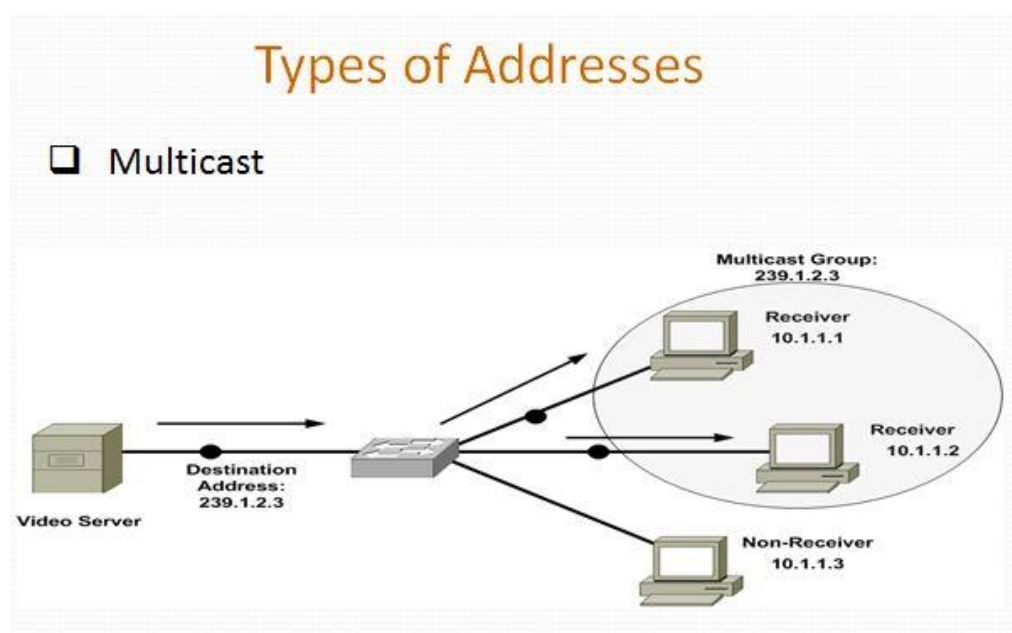 Types of Addresses
Multicast
Multicast Group:
239.1.2.3
Receiver
10.1.1.1
Receiver
10.1.1.2
Destination
Address:
239.1.2.3
Video Server
Non-Receiver
10.1.1.3